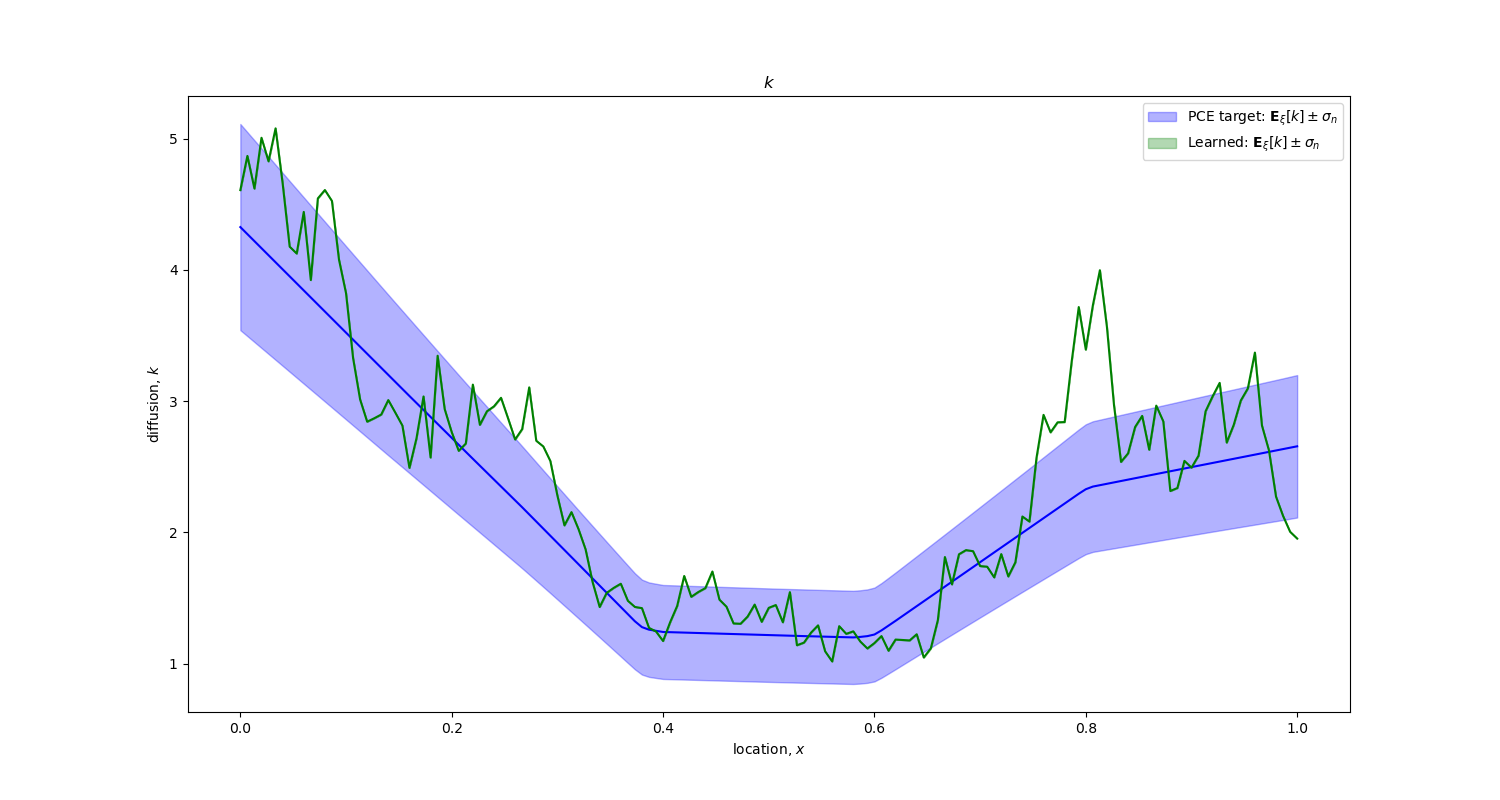 k
PCE target: E_ξ[k] ± σ_n
Learned: E_ξ[k] ± σ_n
5
4
3
2
1
diffusion, k
0.0 0.2 0.4 0.6 0.8 1.0
location, x